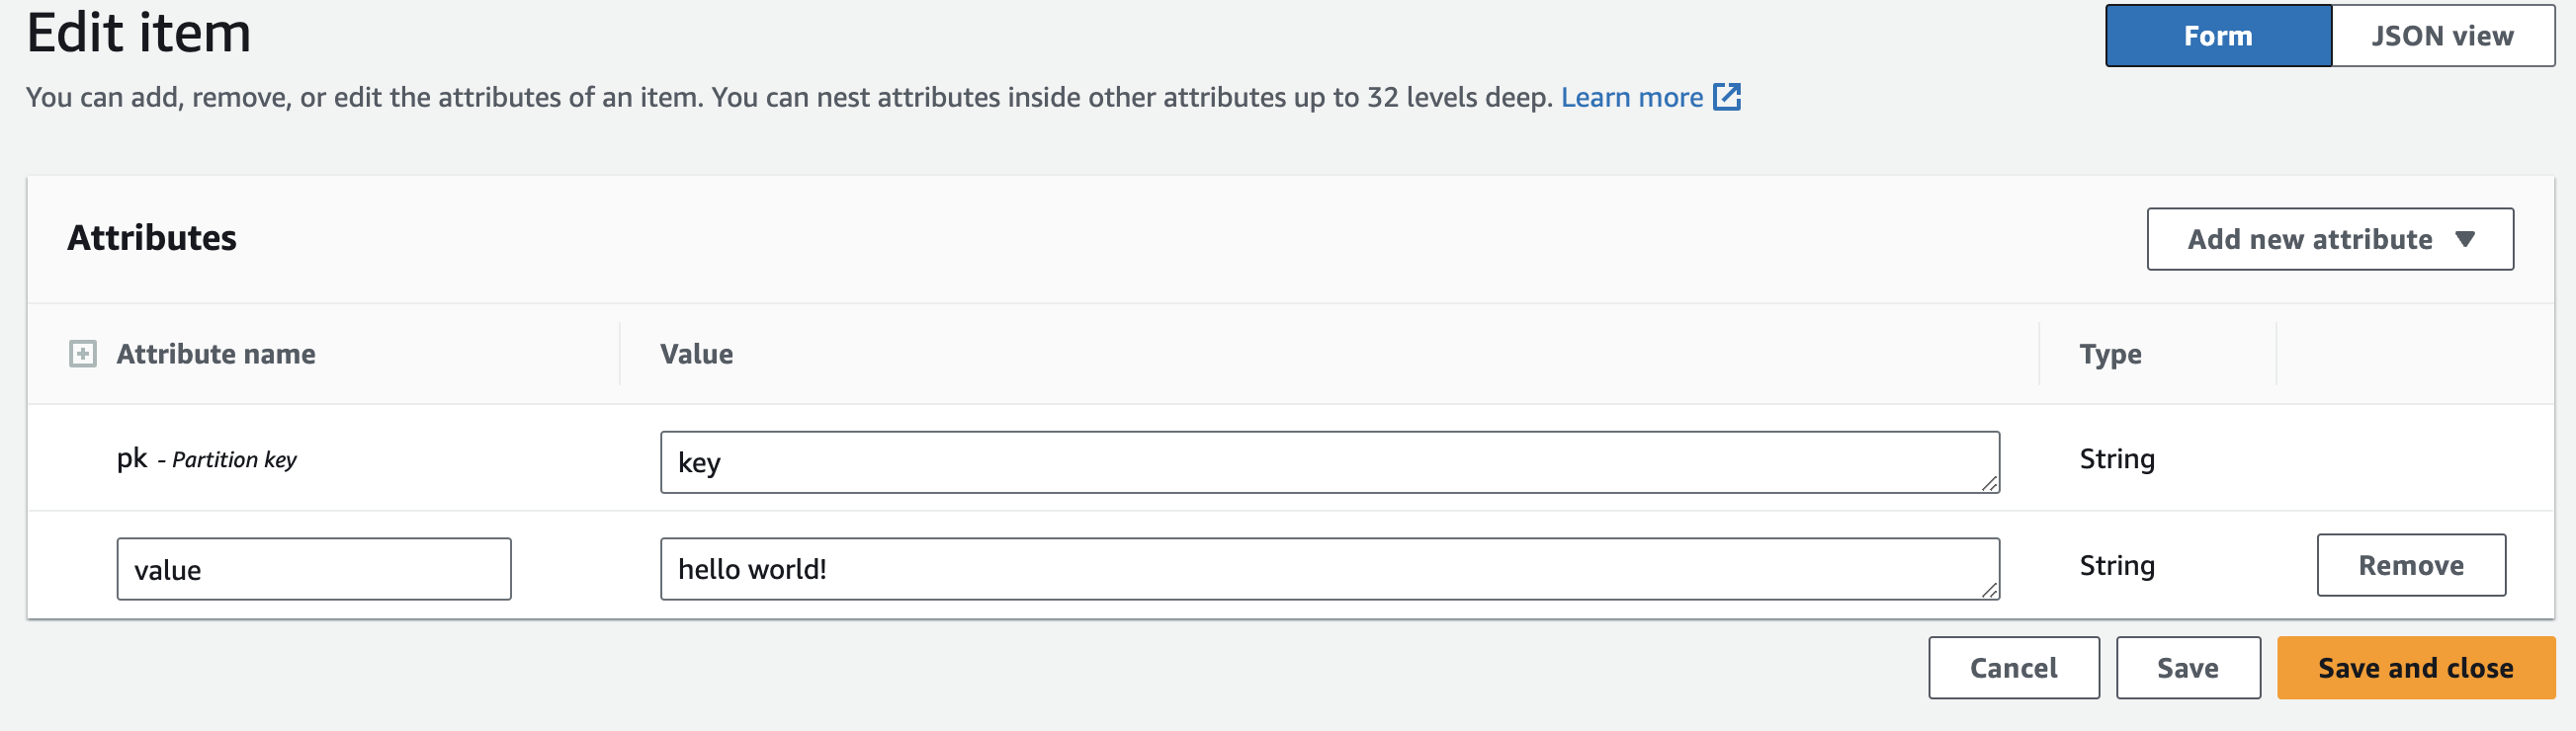 Edit item
Form
JSON view
You can add, remove, or edit the attributes of an item. You can nest attributes inside other attributes up to 32 levels deep. Learn more
Attributes
Add new attribute
Attribute name
Value
Type
pk - Partition key
key
String
value
hello world!
String
Remove
Cancel
Save
Save and close